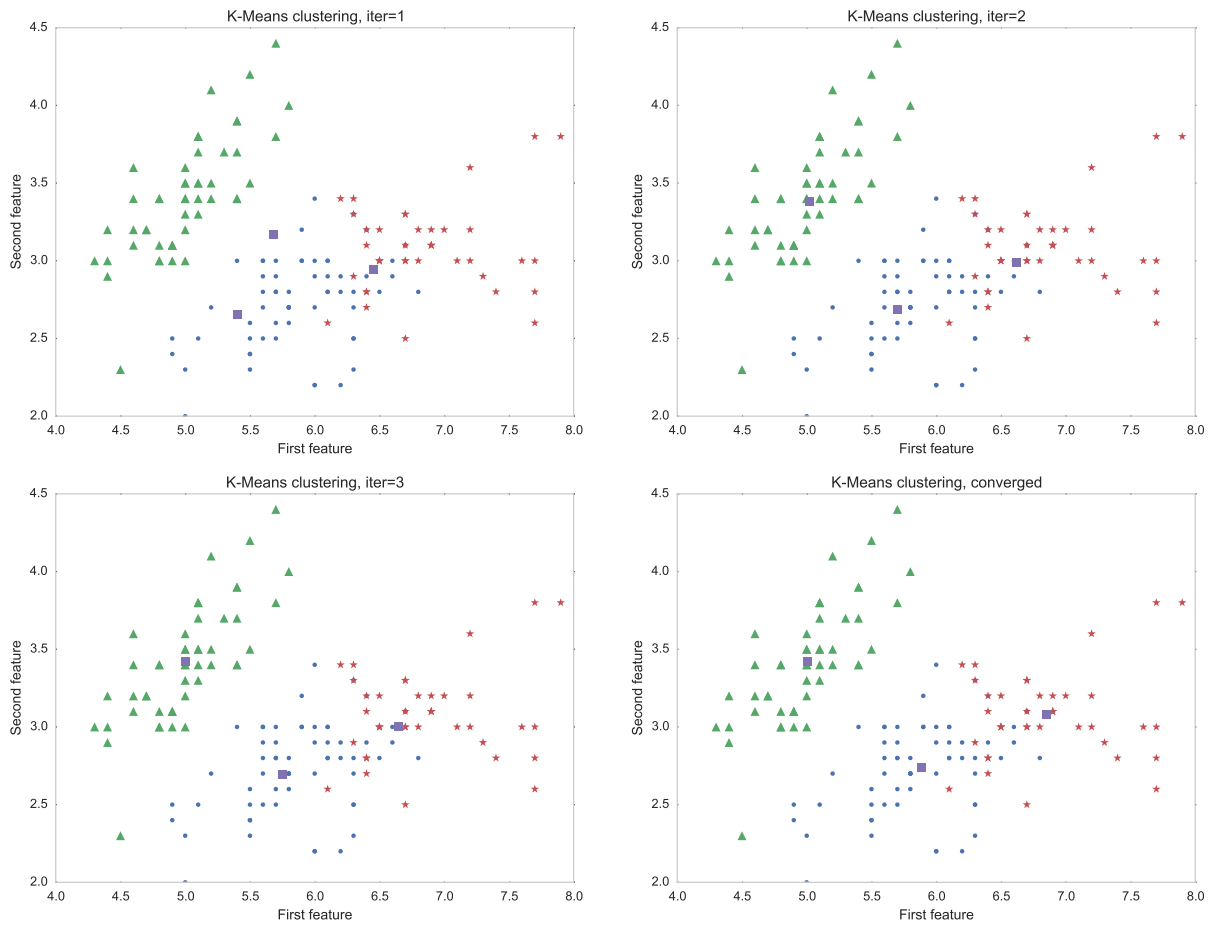 K-Means clustering, iter=1
4.5
4.0
3.5
3.0
2.5
2.0
Second feature
4.0 4.5 5.0 5.5 6.0 6.5 7.0 7.5 8.0
First feature
K-Means clustering, iter=2
4.5
4.0
3.5
3.0
2.5
2.0
Second feature
4.0 4.5 5.0 5.5 6.0 6.5 7.0 7.5 8.0
First feature
K-Means clustering, iter=3
4.5
4.0
3.5
3.0
2.5
2.0
Second feature
4.0 4.5 5.0 5.5 6.0 6.5 7.0 7.5 8.0
First feature
K-Means clustering, converged
4.5
4.0
3.5
3.0
2.5
2.0
Second feature
4.0 4.5 5.0 5.5 6.0 6.5 7.0 7.5 8.0
First feature